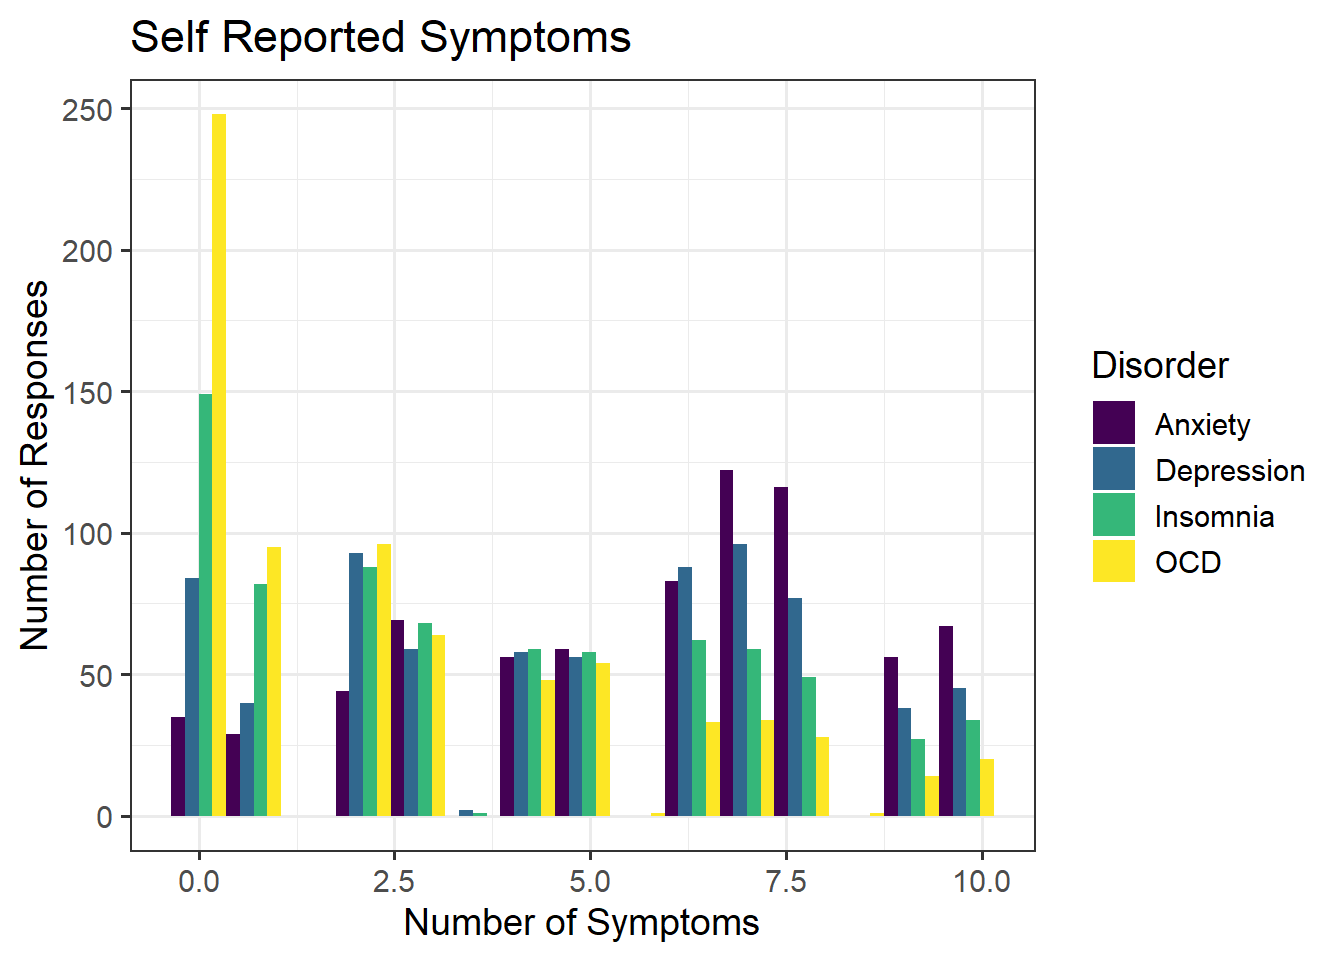 Self Reported Symptoms
250
200
150
100
50
0
Number of Responses
0.0 2.5 5.0 7.5 10.0
Number of Symptoms
Disorder
Anxiety
Depression
Insomnia
OCD